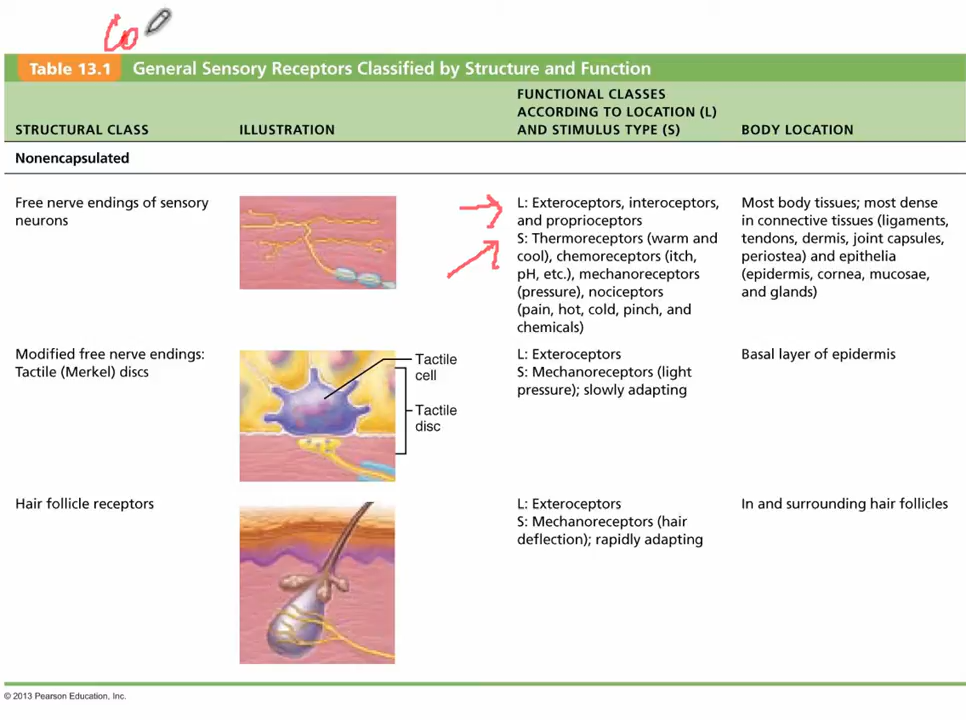 Co
Table 13.1 General Sensory Receptors Classified by Structure and Function
STRUCTURAL CLASS
ILLUSTRATION
FUNCTIONAL CLASSES
ACCORDING TO LOCATION (L)
AND STIMULUS TYPE (S)
BODY LOCATION
Nonencapsulated
Free nerve endings of sensory
neurons
L: Exteroceptors, interoceptors,
and proprioceptors
S: Thermoreceptors (warm and
cool), chemoreceptors (itch,
pH, etc.), mechanoreceptors
(pressure), nociceptors
(pain, hot, cold, pinch, and
chemicals)
Most body tissues; most dense
in connective tissues (ligaments,
tendons, dermis, joint capsules,
periostea) and epithelia
(epidermis, cornea, mucosae,
and glands)
Modified free nerve endings:
Tactile (Merkel) discs
Tactile
cell
Tactile
disc
L: Exteroceptors
S: Mechanoreceptors (light
pressure); slowly adapting
Basal layer of epidermis
Hair follicle receptors
L: Exteroceptors
S: Mechanoreceptors (hair
deflection); rapidly adapting
In and surrounding hair follicles
© 2013 Pearson Education, Inc.